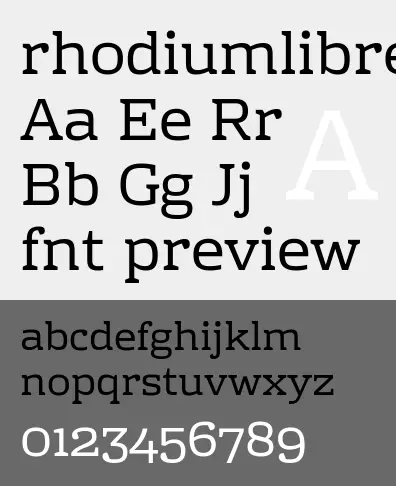 rhodiumlibre
Aa Ee Rr
A
Bb Gg Jj
fnt preview
abcdefghijklm
nopqrstuvwxyz
0123456789